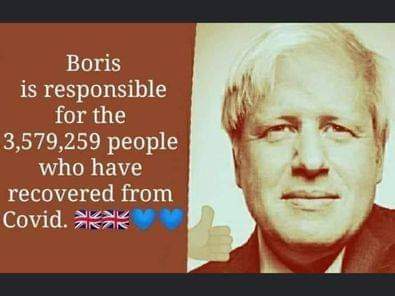 Boris
is responsible
for the
3,579,259 people
who have
recovered from
Covid. 🇬🇧🇬🇧💙💙